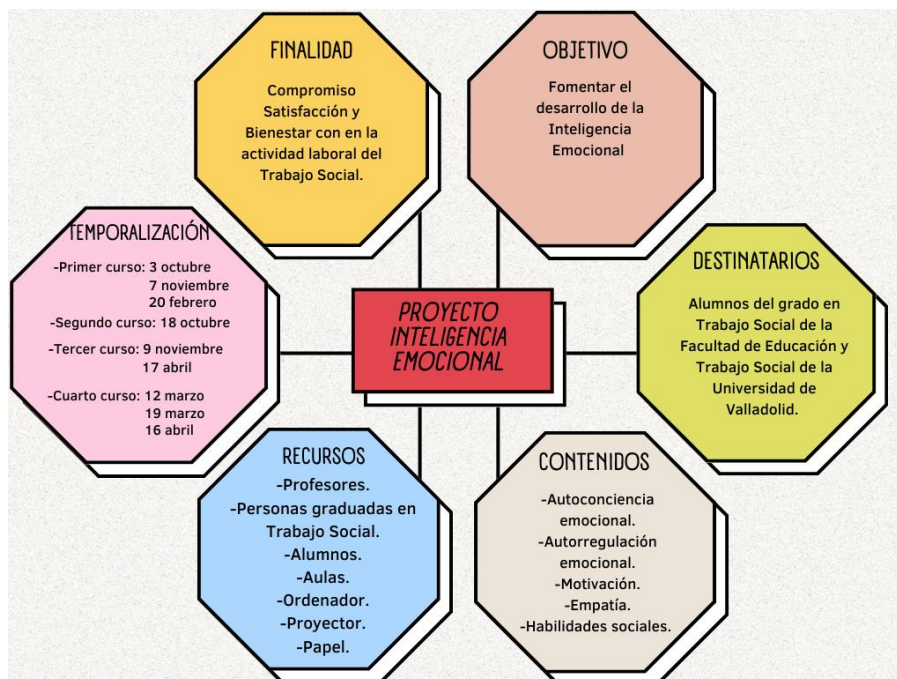 FINALIDAD
Compromiso
Satisfacción y
Bienestar con en la
actividad laboral del
Trabajo Social.
OBJETIVO
Fomentar el
desarrollo de la
Inteligencia
Emocional
TEMPORALIZACIÓN
-Primer curso: 3 octubre
7 noviembre
20 febrero
-Segundo curso: 18 octubre
-Tercer curso: 9 noviembre
17 abril
-Cuarto curso: 12 marzo
19 marzo
16 abril
PROYECTO
INTELIGENCIA
EMOCIONAL
DESTINATARIOS
Alumnos del grado en
Trabajo Social de la
Facultad de Educación y
Trabajo Social de la
Universidad de
Valladolid.
RECURSOS
-Profesores.
-Personas graduadas en
Trabajo Social.
-Alumnos.
-Aulas.
-Ordenador.
-Proyector.
-Papel.
CONTENIDOS
-Autoconciencia
emocional.
-Autorregulación
emocional.
-Motivación.
-Empatía.
-Habilidades sociales.